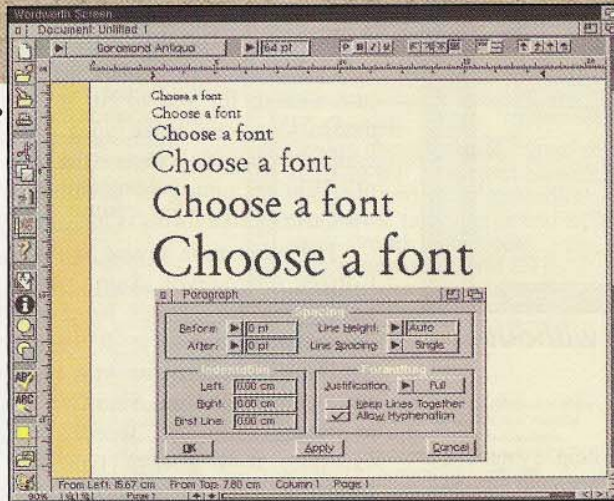 Wordworth Screen
Document: Untitled 1
Garamond Antiqua 64 pt P B I U
Choose a font
Choose a font
Choose a font
Choose a font
Choose a font
Choose a font
Paragraph
Spacing
Before: 0 pt Line Height: Auto
After: 0 pt Line Spacing: Single
Indentation Formatting
Left: 0.00 cm Justification: Full
Right: 0.00 cm Keep Lines Together
First Line: 0.00 cm Allow Hyphenation
OK Apply Cancel
From Left: 15.67 cm From Top: 7.80 cm Column 1 Page: 1
90% Page 1